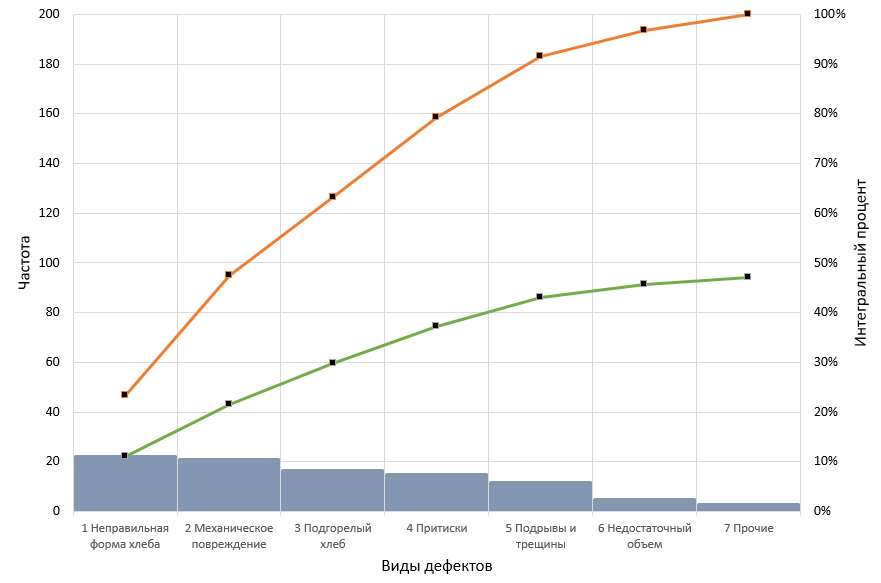 200
180
160
140
120
100
80
60
40
20
0
Частота
100%
90%
80%
70%
60%
50%
40%
30%
20%
10%
0%
Интегральный процент
1 Неправильная
форма хлеба
2 Механическое
повреждение
3 Подгорелый
хлеб
4 Притиски
5 Подрывы и
трещины
6 Недостаточный
объем
7 Прочие
Виды дефектов